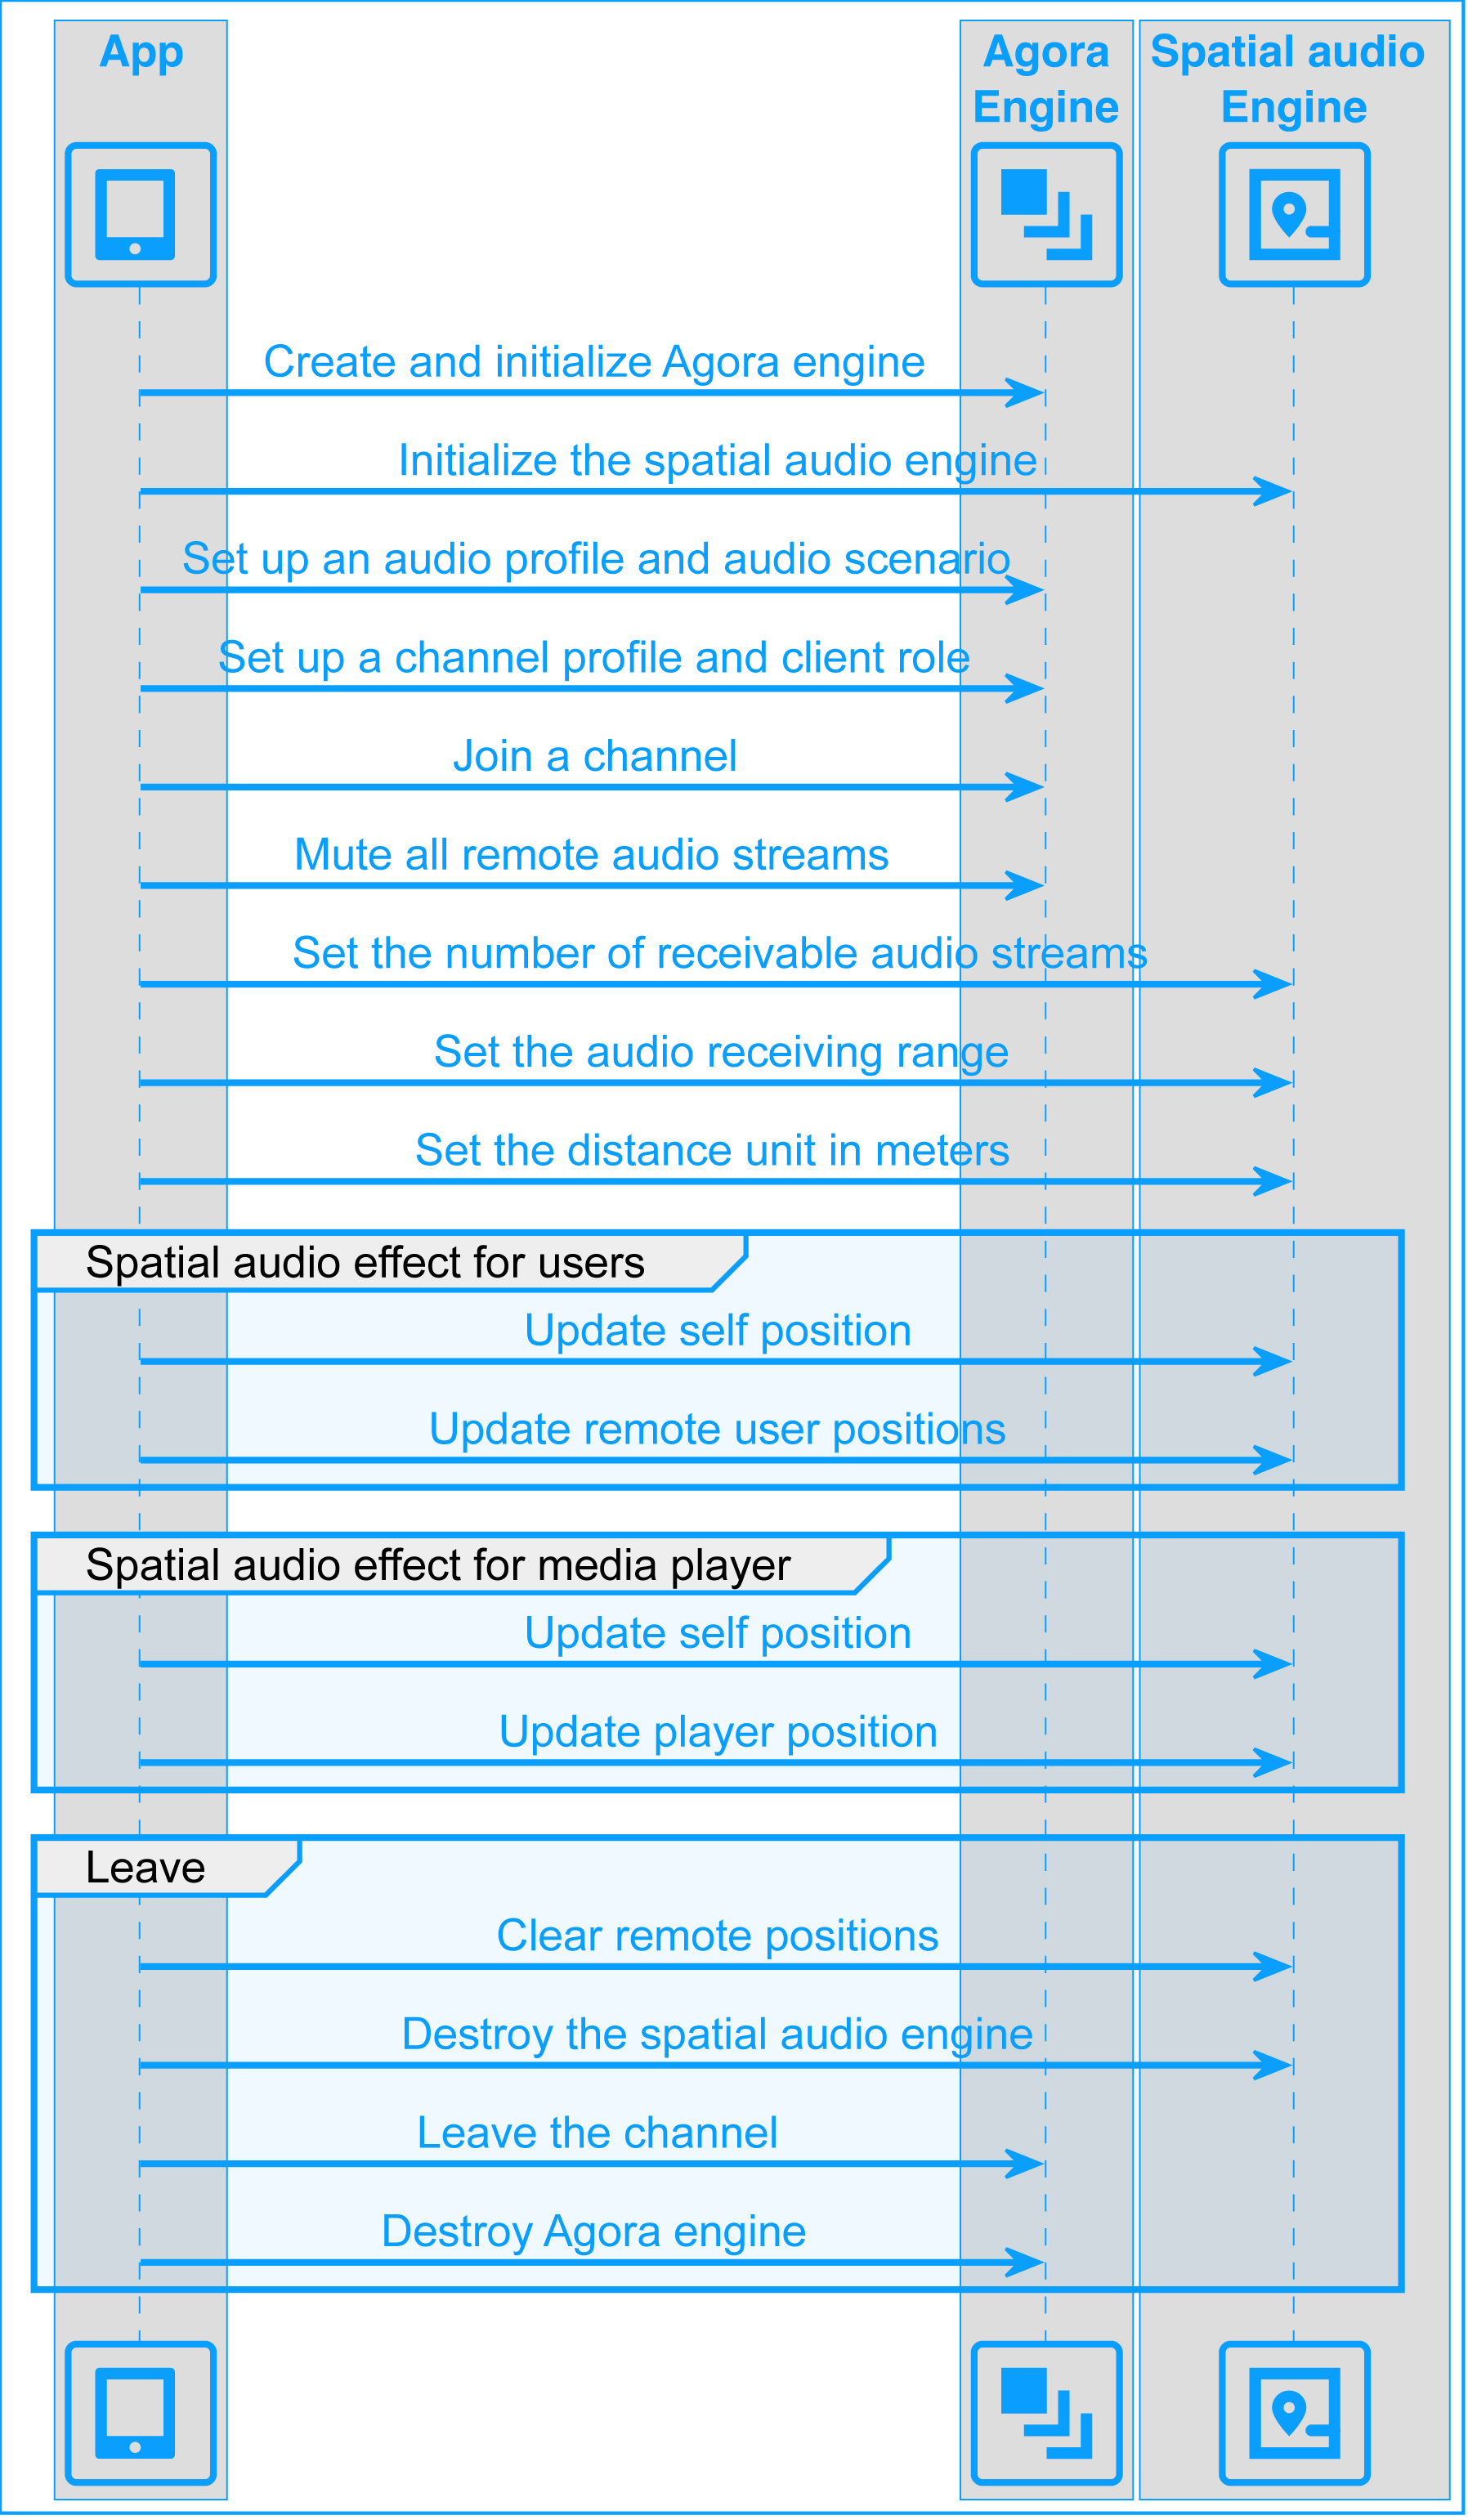 App
Agora
Engine
Spatial audio
Engine
Create and initialize Agora engine
Initialize the spatial audio engine
Set up an audio profile and audio scenario
Set up a channel profile and client role
Join a channel
Mute all remote audio streams
Set the number of receivable audio streams
Set the audio receiving range
Set the distance unit in meters
Spatial audio effect for users
Update self position
Update remote user positions
Spatial audio effect for media player
Update self position
Update player position
Leave
Clear remote positions
Destroy the spatial audio engine
Leave the channel
Destroy Agora engine